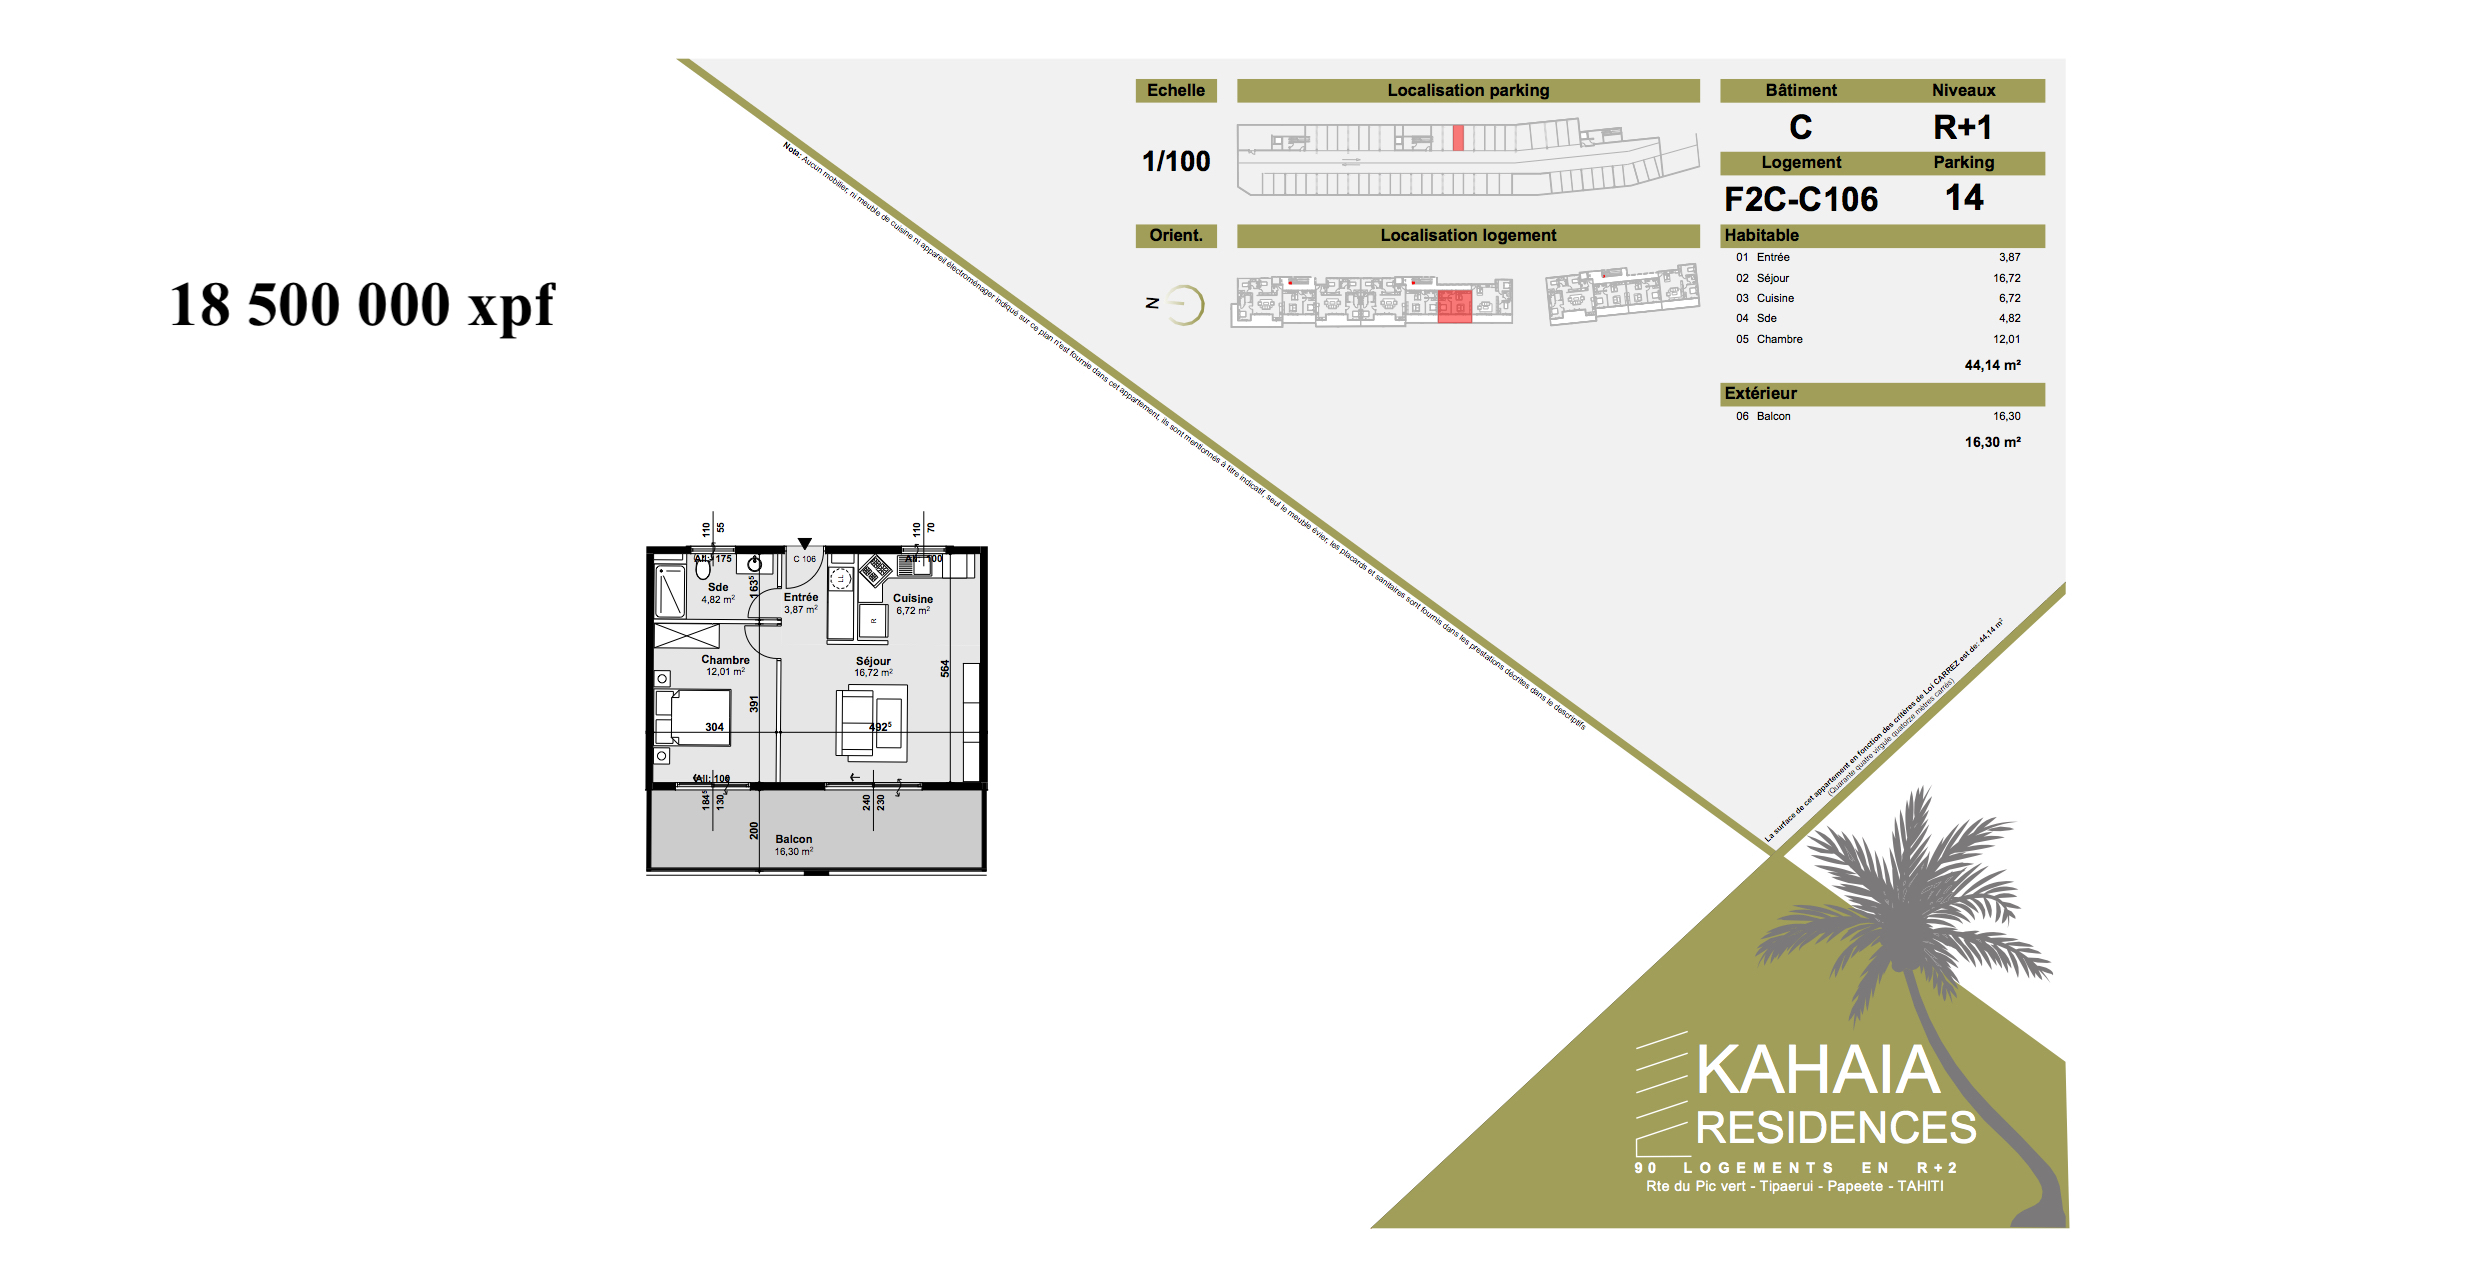 18 500 000 xpf
Echelle
1/100
Localisation parking
Bâtiment Niveaux
C R+1
Logement Parking
F2C-C106 14
Orient.
N
Localisation logement
Habitable
01 Entrée 3,87
02 Séjour 16,72
03 Cuisine 6,72
04 Sde 4,82
05 Chambre 12,01
44,14 m²
Extérieur
06 Balcon 16,30
16,30 m²
Nota: Aucun mobilier, ni meuble de cuisine ni appareil électroménager indiqué sur ce plan n'est fournie dans cet appartement, ils sont mentionnés à titre indicatif, seul le meuble évier, les placards et sanitaires sont fournis dans les prestations décrites dans le descriptifs
110
55
110
70
All: 175
C 106
All: 100
LL
Sde
4,82 m²
163⁵
Entrée
3,87 m²
Cuisine
6,72 m²
R
Chambre
12,01 m²
Séjour
16,72 m²
564
391
304
492⁵
All: 100
184⁵
130
240
230
200
Balcon
16,30 m²
La surface de cet appartement en fonction des critères de Loi CARREZ est de: 44,14 m²
(Quarante quatre virgule quatorze mètres carrés)
KAHAIA
RESIDENCES
90 LOGEMENTS EN R+2
Rte du Pic vert - Tipaerui - Papeete - TAHITI